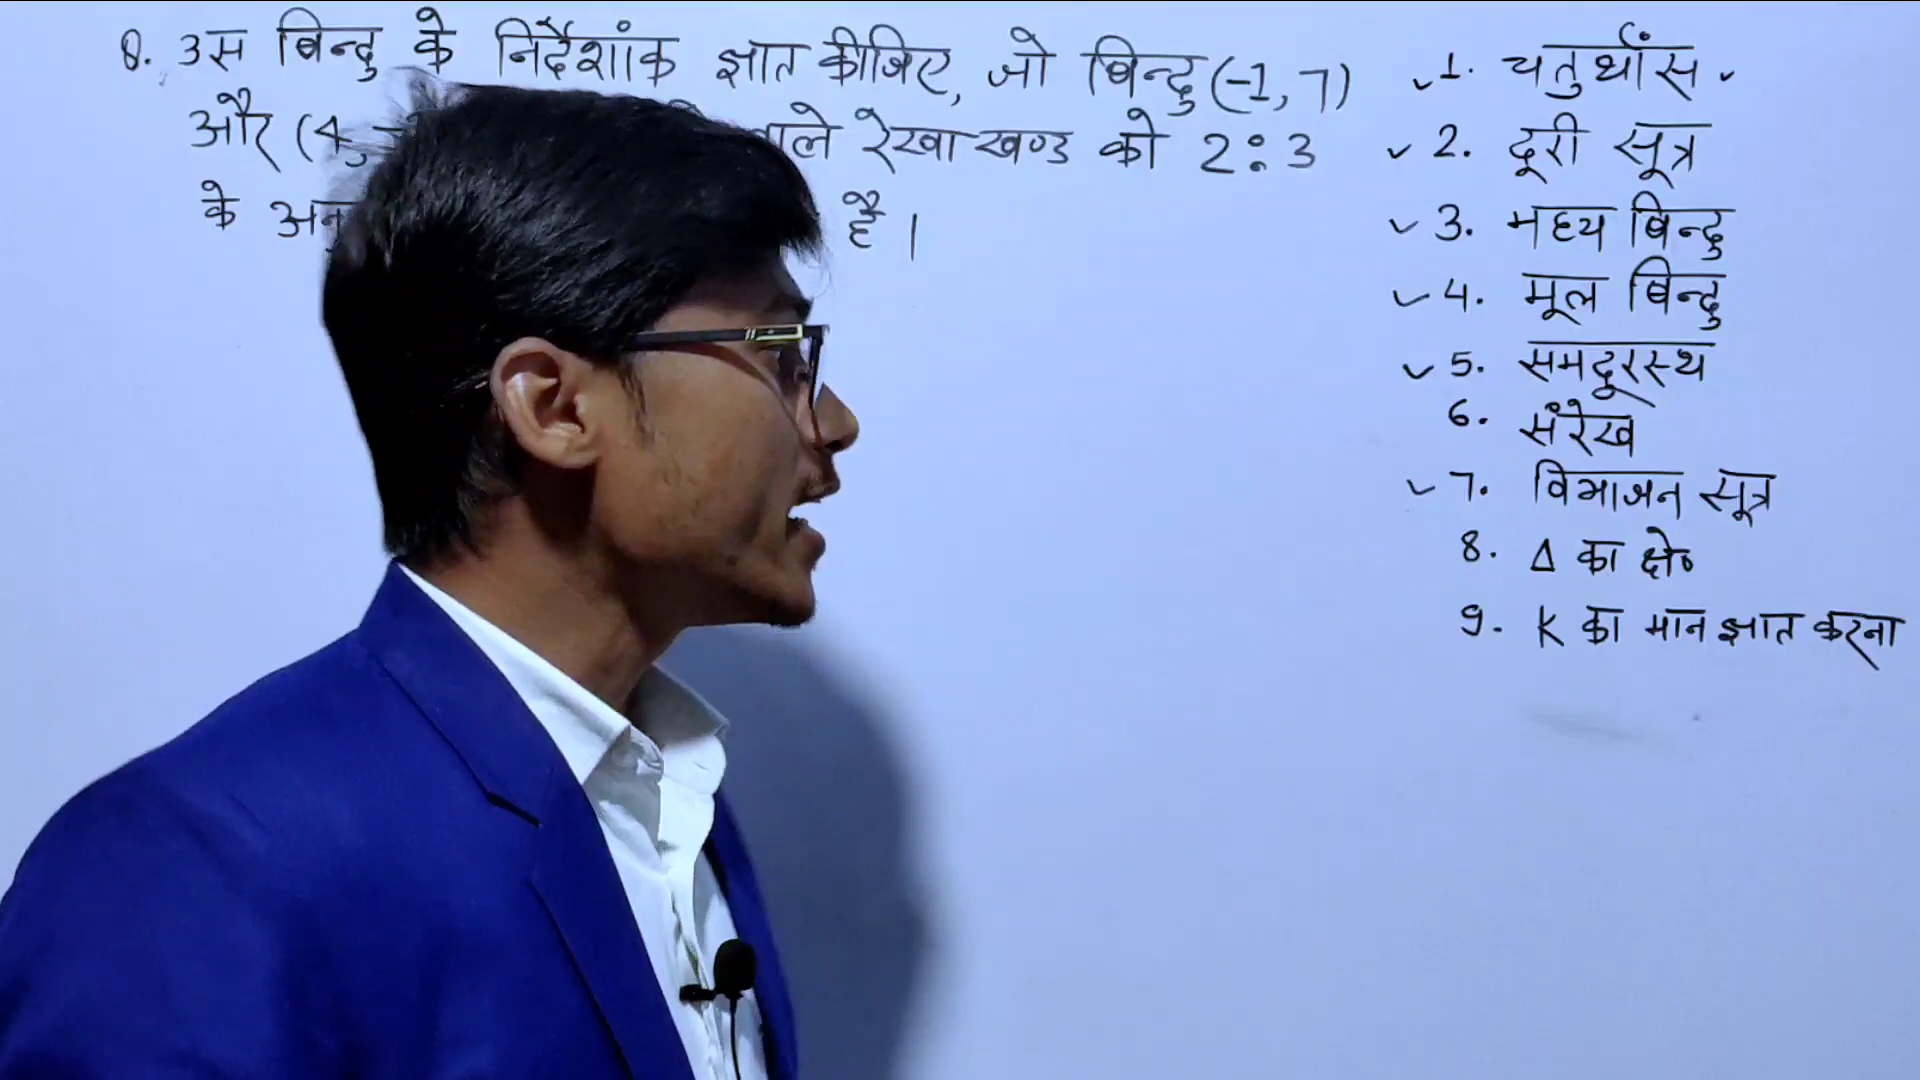 Q. उस बिन्दु के निर्देशांक ज्ञात कीजिए, जो बिन्दु (-1, 7)
और (4, - वाले रेखाखण्ड को 2:3
के है।
1. चतुर्थांस
2. दूरी सूत्र
3. मध्य बिन्दु
4. मूल बिन्दु
5. समदूरस्थ
6. संरेख
7. विभाजन सूत्र
8. Δ का क्षे०
9. K का मान ज्ञात करना